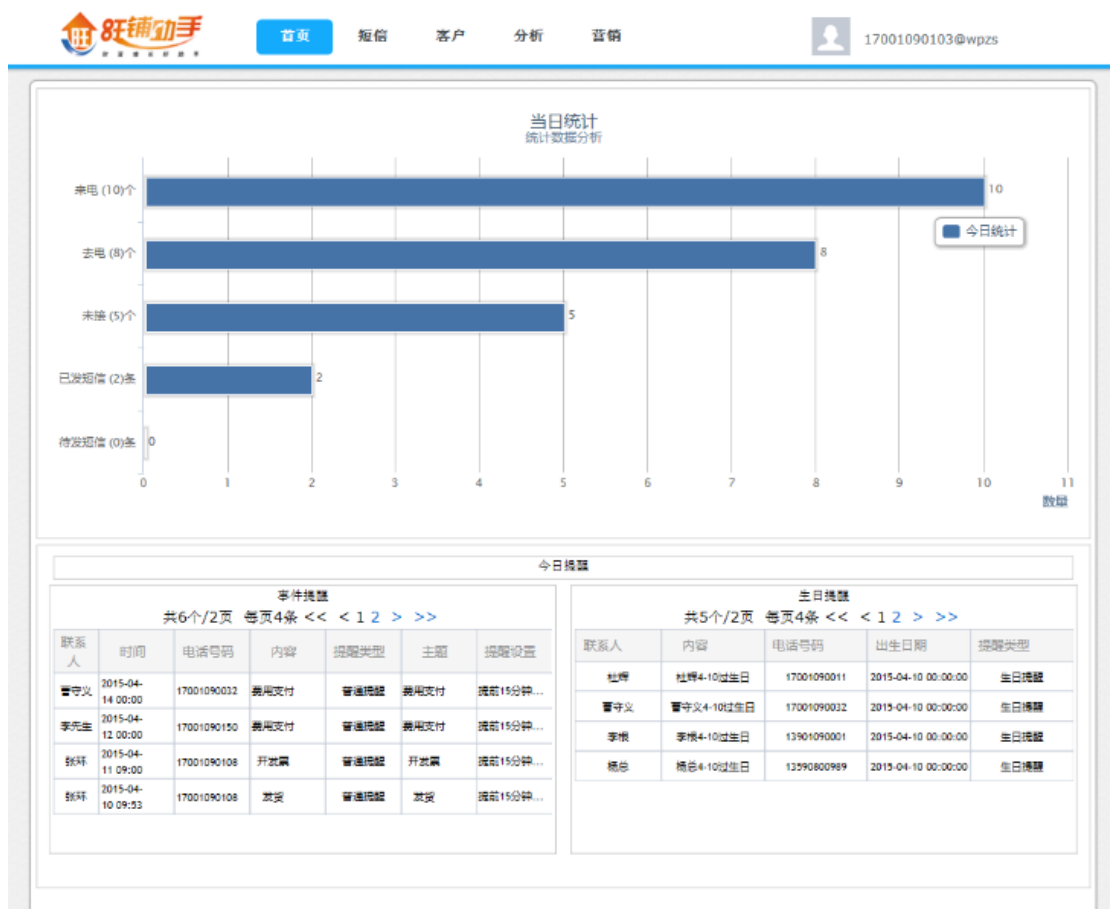 旺铺助手
首页 短信 客户 分析 营销
17001090103@wpzs
当日统计
统计数据分析
来电 (10)个
10
今日统计
去电 (8)个
8
未接 (5)个
5
已发短信 (2)条
2
待发短信 (0)条
0
0 1 2 3 4 5 6 7 8 9 10 11
数量
今日提醒
事件提醒
共6个/2页 每页4条 << < 1 2 > >>
联系人 时间 电话号码 内容 提醒类型 主题 提醒设置
曹守义 2015-04-14 00:00 17001090032 费用支付 普通提醒 费用支付 提前15分钟...
李先生 2015-04-12 00:00 17001090150 费用支付 普通提醒 费用支付 提前15分钟...
张环 2015-04-11 09:00 17001090108 开发票 普通提醒 开发票 提前15分钟...
张环 2015-04-10 09:53 17001090108 发货 普通提醒 发货 提前15分钟...
生日提醒
共5个/2页 每页4条 << < 1 2 > >>
联系人 内容 电话号码 出生日期 提醒类型
杜辉 杜辉4-10过生日 17001090011 2015-04-10 00:00:00 生日提醒
曹守义 曹守义4-10过生日 17001090032 2015-04-10 00:00:00 生日提醒
李根 李根4-10过生日 13901090001 2015-04-10 00:00:00 生日提醒
杨总 杨总4-10过生日 13590800989 2015-04-10 00:00:00 生日提醒